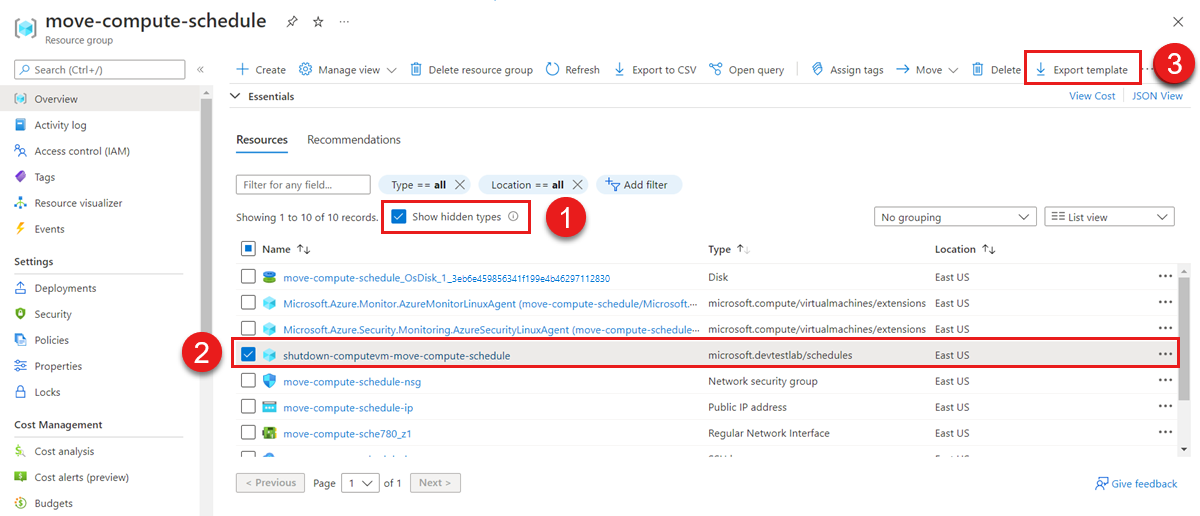 move-compute-schedule
Resource group
Search (Ctrl+/)
Overview
Activity log
Access control (IAM)
Tags
Resource visualizer
Events
Settings
Deployments
Security
Policies
Properties
Locks
Cost Management
Cost analysis
Cost alerts (preview)
Budgets
Create Manage view Delete resource group Refresh Export to CSV Open query Assign tags Move Delete Export template
3
Essentials
View Cost JSON View
Resources Recommendations
Filter for any field... Type == all Location == all Add filter
Showing 1 to 10 of 10 records. Show hidden types 1 No grouping List view
Name Type Location
move-compute-schedule_OsDisk_1_3eb6e459856341f199e4b46297112830 Disk East US
Microsoft.Azure.Monitor.AzureMonitorLinuxAgent (move-compute-schedule/Microsoft.... microsoft.compute/virtualmachines/extensions East US
Microsoft.Azure.Security.Monitoring.AzureSecurityLinuxAgent (move-compute-schedule... microsoft.compute/virtualmachines/extensions East US
2 shutdown-computevm-move-compute-schedule microsoft.devtestlab/schedules East US
move-compute-schedule-nsg Network security group East US
move-compute-schedule-ip Public IP address East US
move-compute-sche780_z1 Regular Network Interface East US
< Previous Page 1 of 1 Next >
Give feedback